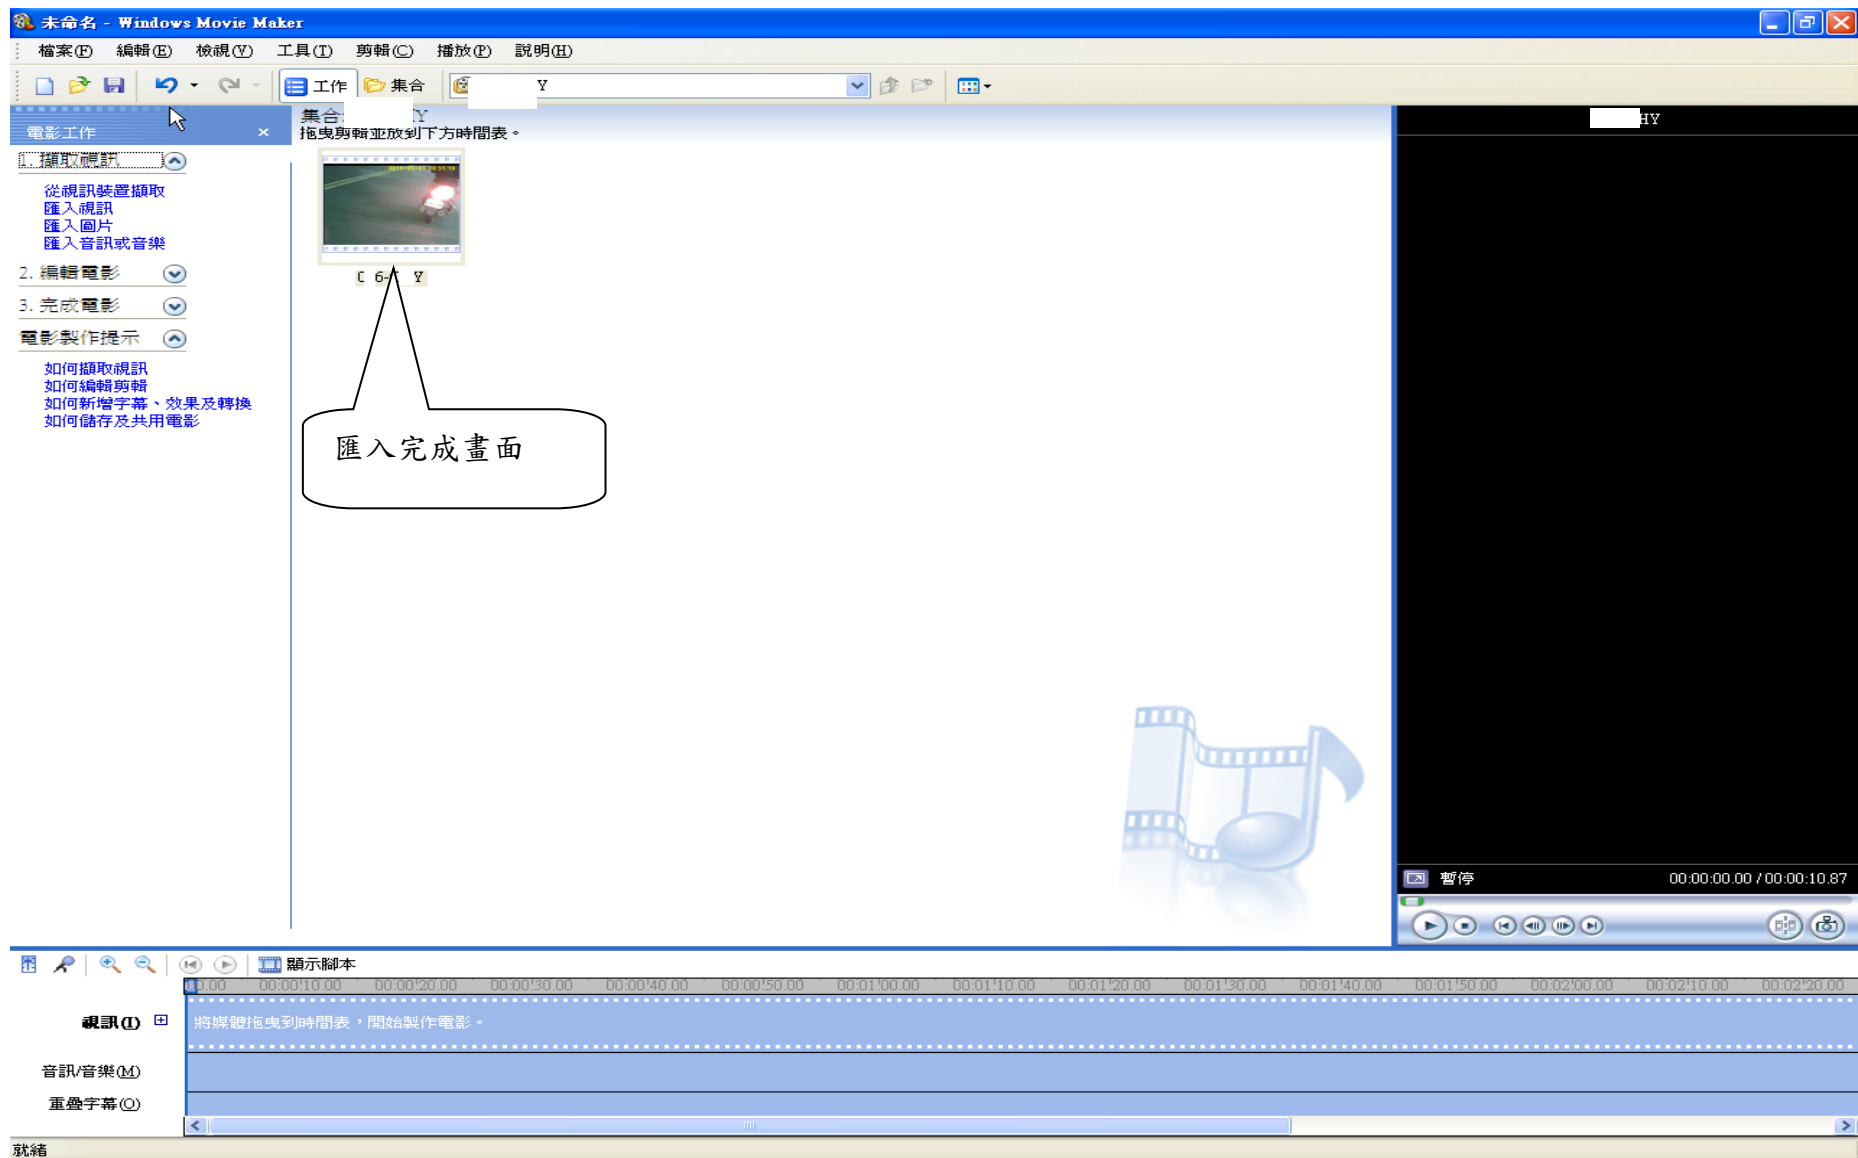 未命名 - Windows Movie Maker
檔案(F) 編輯(E) 檢視(V) 工具(T) 剪輯(C) 播放(P) 說明(H)
工作 集合 Y
電影工作
集合: Y
拖曳剪輯並放到下方時間表。
HY
1. 擷取視訊
從視訊裝置擷取
匯入視訊
匯入圖片
匯入音訊或音樂
2. 編輯電影
3. 完成電影
電影製作提示
如何擷取視訊
如何編輯剪輯
如何新增字幕、效果及轉換
如何儲存及共用電影
6- Y
匯入完成畫面
暫停 00:00:00.00 / 00:00:10.87
顯示腳本
0.00 00:00:10.00 00:00:20.00 00:00:30.00 00:00:40.00 00:00:50.00 00:01:00.00 00:01:10.00 00:01:20.00 00:01:30.00 00:01:40.00 00:01:50.00 00:02:00.00 00:02:10.00 00:02:20.00
視訊(I) 將媒體拖曳到時間表，開始製作電影。
音訊/音樂(M)
重疊字幕(O)
就緒